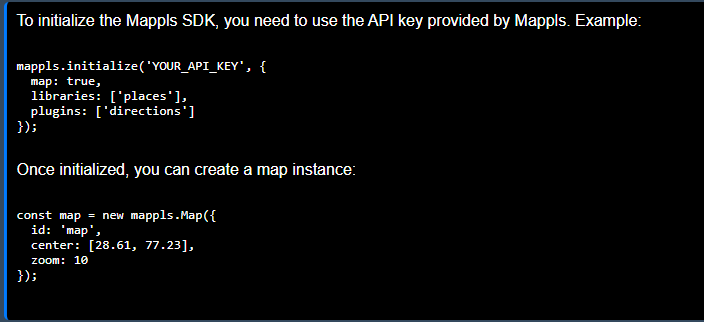 To initialize the Mappls SDK, you need to use the API key provided by Mappls. Example:
mappls.initialize('YOUR_API_KEY', {
  map: true,
  libraries: ['places'],
  plugins: ['directions']
});
Once initialized, you can create a map instance:
const map = new mappls.Map({
  id: 'map',
  center: [28.61, 77.23],
  zoom: 10
});